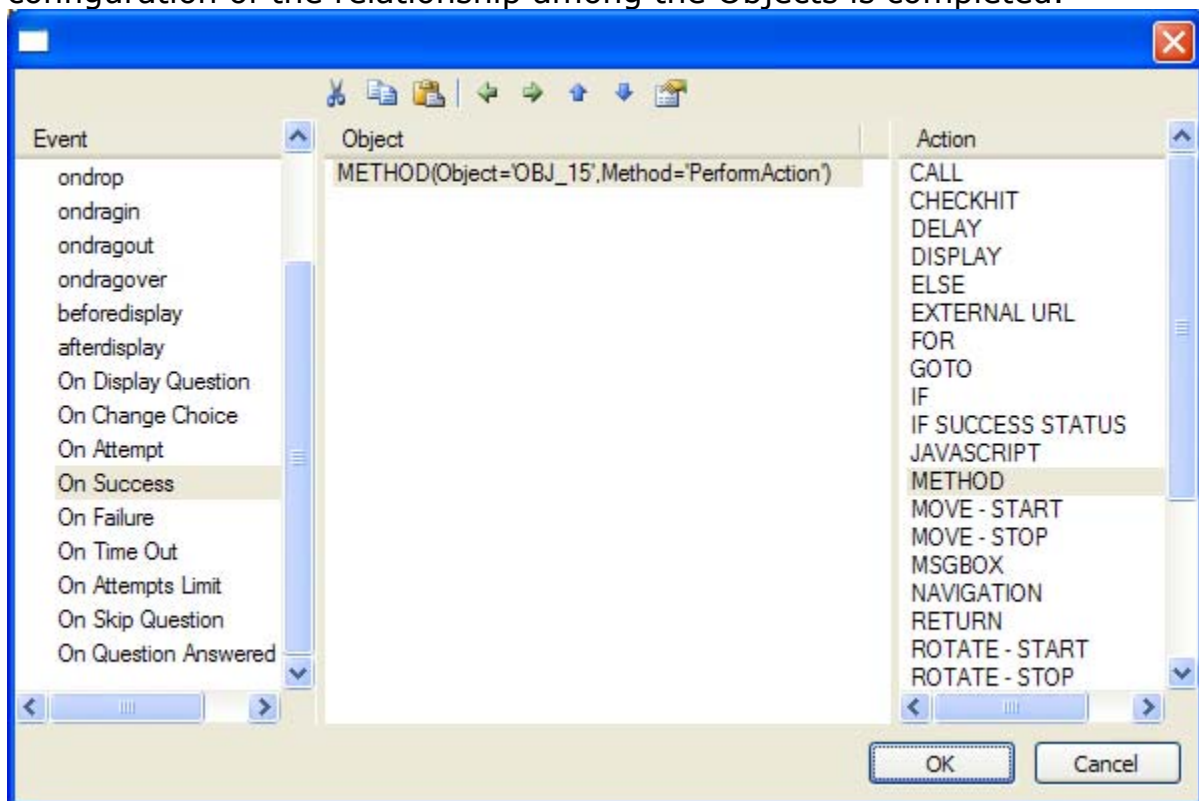 configuration of the relationship among the Objects is completed.
Event
ondrop
ondragin
ondragout
ondragover
beforedisplay
afterdisplay
On Display Question
On Change Choice
On Attempt
On Success
On Failure
On Time Out
On Attempts Limit
On Skip Question
On Question Answered
Object
METHOD(Object='OBJ_15',Method='PerformAction')
Action
CALL
CHECKHIT
DELAY
DISPLAY
ELSE
EXTERNAL URL
FOR
GOTO
IF
IF SUCCESS STATUS
JAVASCRIPT
METHOD
MOVE - START
MOVE - STOP
MSGBOX
NAVIGATION
RETURN
ROTATE - START
ROTATE - STOP
OK
Cancel